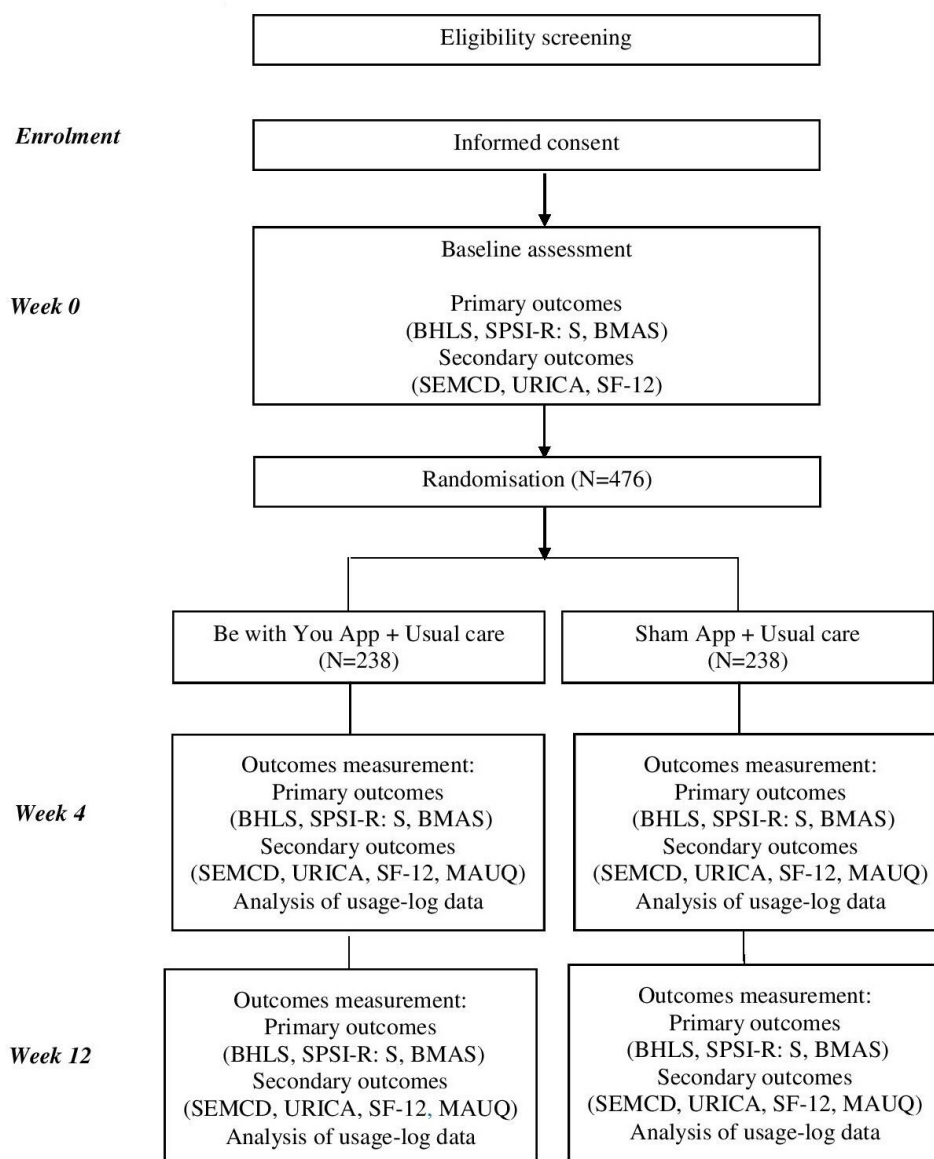 Eligibility screening
Enrolment
Informed consent
Week 0
Baseline assessment
Primary outcomes
(BHLS, SPSI-R: S, BMAS)
Secondary outcomes
(SEMCD, URICA, SF-12)
Randomisation (N=476)
Be with You App + Usual care
(N=238)
Sham App + Usual care
(N=238)
Week 4
Outcomes measurement:
Primary outcomes
(BHLS, SPSI-R: S, BMAS)
Secondary outcomes
(SEMCD, URICA, SF-12, MAUQ)
Analysis of usage-log data
Outcomes measurement:
Primary outcomes
(BHLS, SPSI-R: S, BMAS)
Secondary outcomes
(SEMCD, URICA, SF-12, MAUQ)
Analysis of usage-log data
Week 12
Outcomes measurement:
Primary outcomes
(BHLS, SPSI-R: S, BMAS)
Secondary outcomes
(SEMCD, URICA, SF-12, MAUQ)
Analysis of usage-log data
Outcomes measurement:
Primary outcomes
(BHLS, SPSI-R: S, BMAS)
Secondary outcomes
(SEMCD, URICA, SF-12, MAUQ)
Analysis of usage-log data